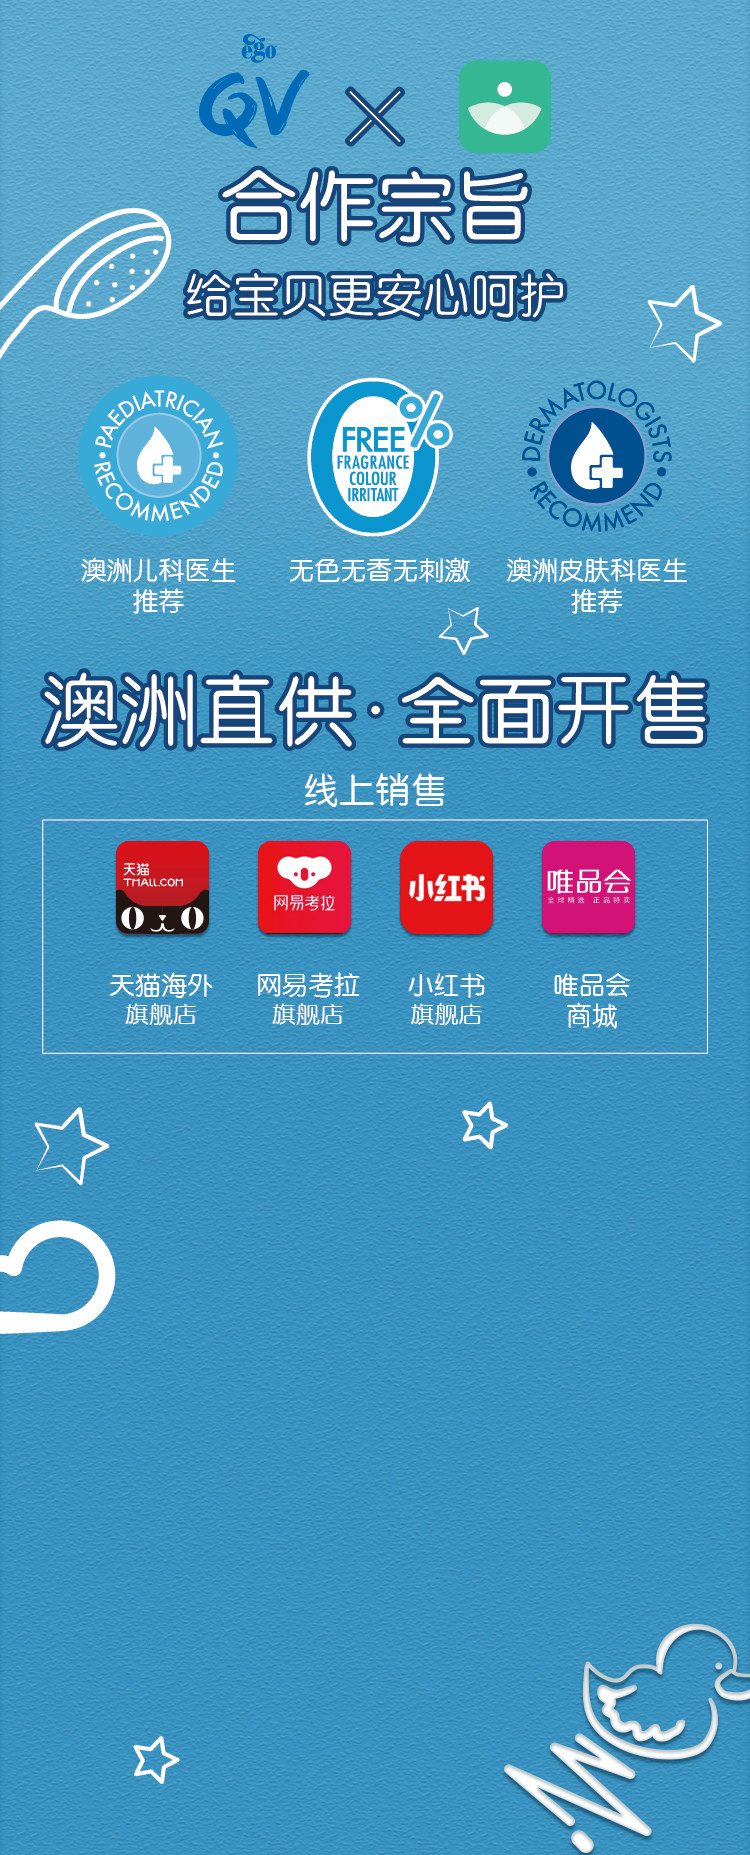 ego
QV
合作宗旨
给宝贝更安心呵护
PAEDIATRICIAN
RECOMMENDED
0%
FREE
FRAGRANCE
COLOUR
IRRITANT
DERMATOLOGISTS
RECOMMEND
澳洲儿科医生
推荐
无色无香无刺激
澳洲皮肤科医生
推荐
澳洲直供·全面开售
线上销售
天猫
TMALL.COM
网易考拉
小红书
唯品会
全球精选 正品特卖
天猫海外
旗舰店
网易考拉
旗舰店
小红书
旗舰店
唯品会
商城